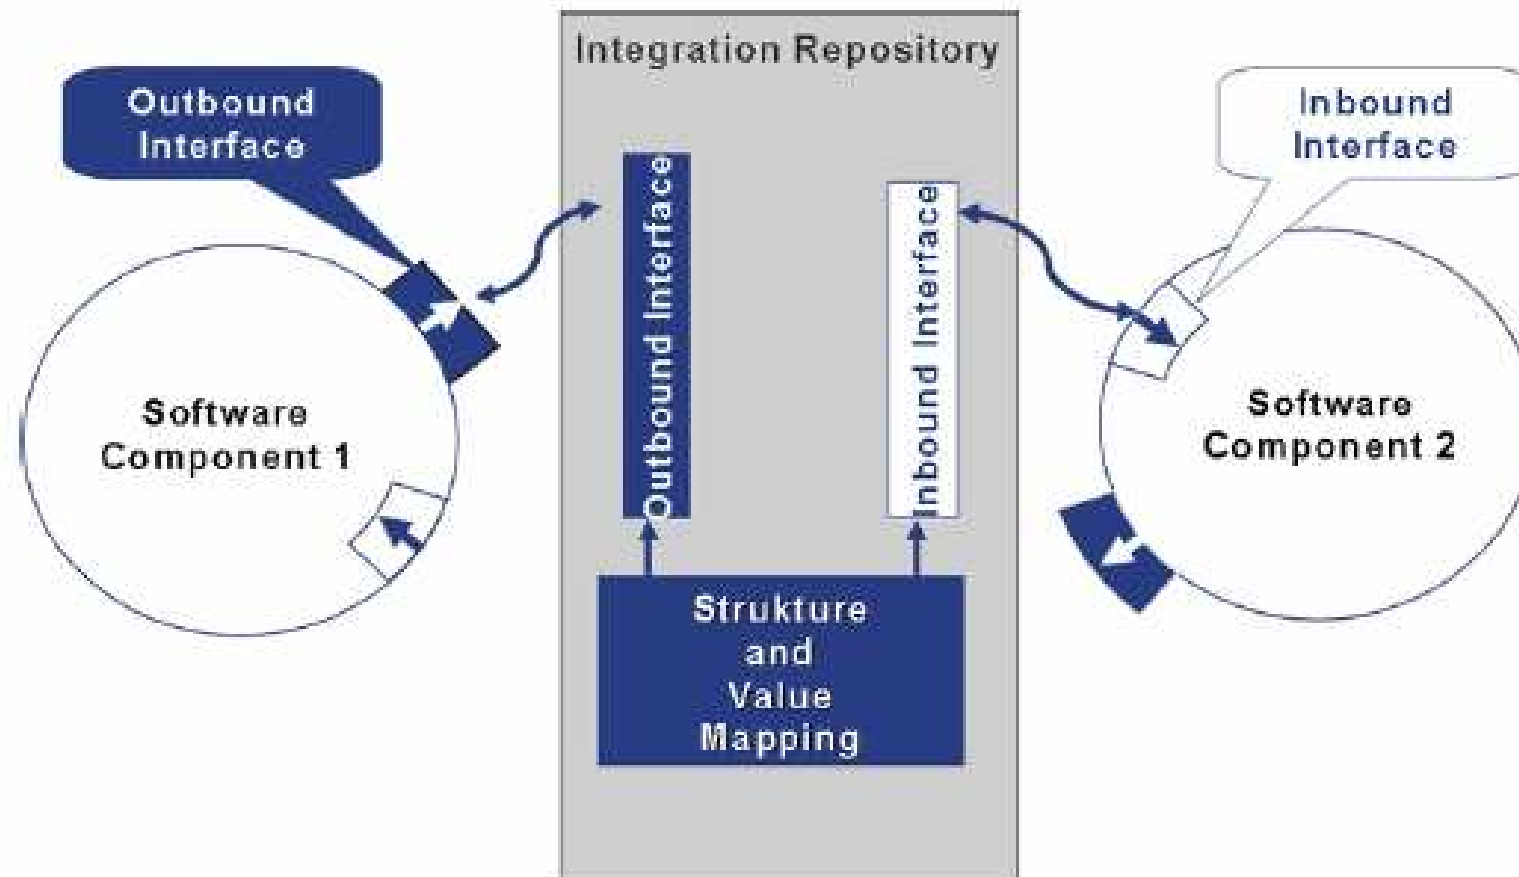 Integration Repository
Outbound
Interface
Inbound
Interface
Outbound Interface
Inbound Interface
Software
Component 1
Software
Component 2
Strukture
and
Value
Mapping